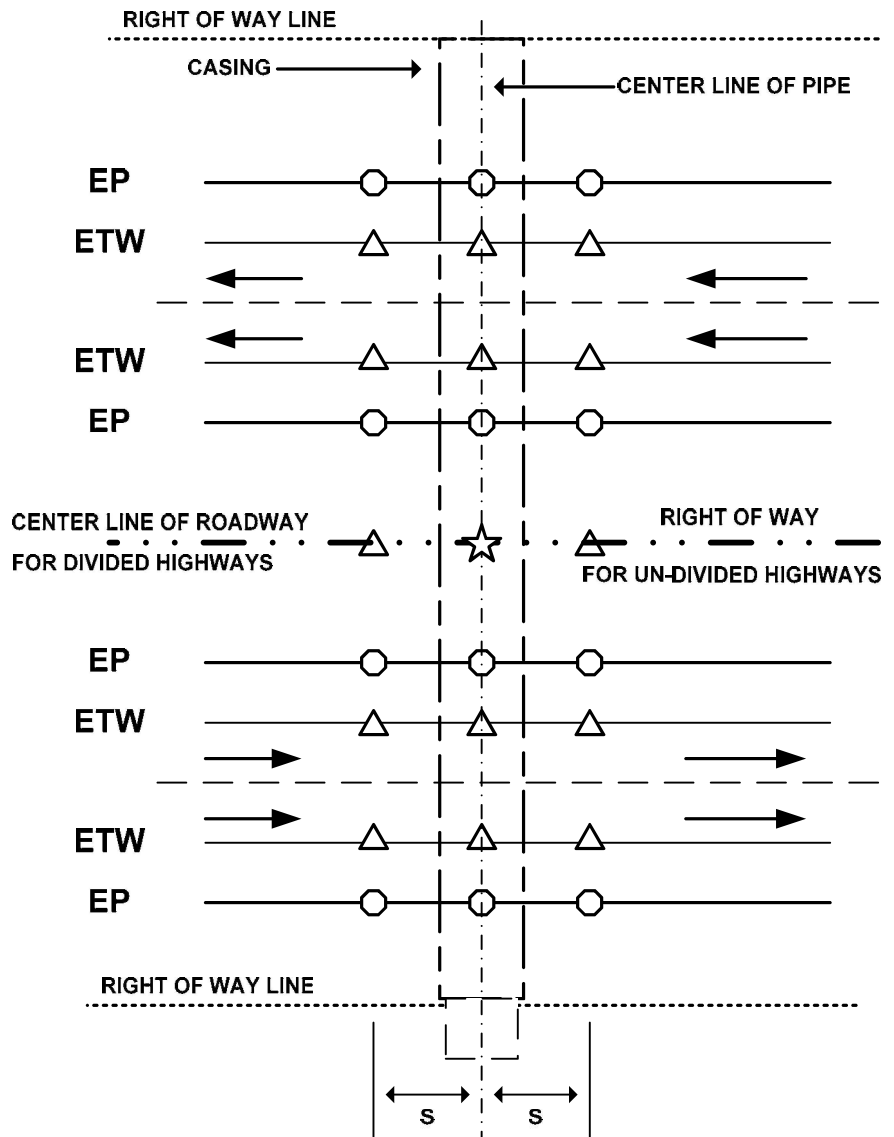 RIGHT OF WAY LINE
CASING
CENTER LINE OF PIPE
EP
ETW
ETW
EP
CENTER LINE OF ROADWAY
FOR DIVIDED HIGHWAYS
RIGHT OF WAY
FOR UN-DIVIDED HIGHWAYS
EP
ETW
ETW
EP
RIGHT OF WAY LINE
S
S